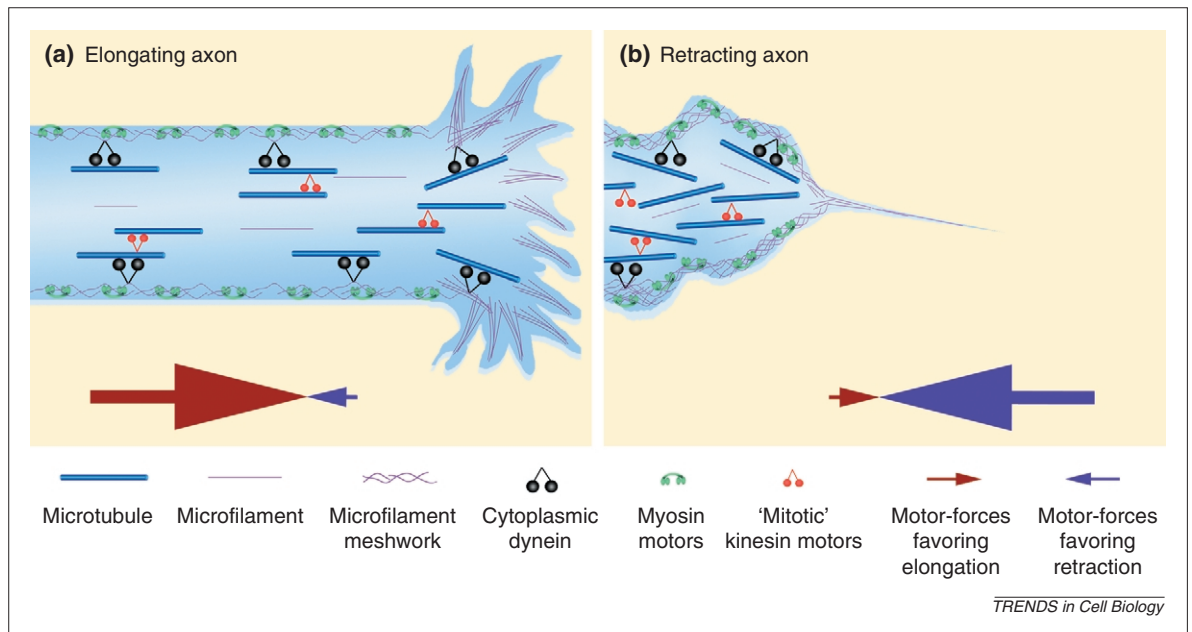 (a) Elongating axon
(b) Retracting axon
Microtubule
Microfilament
Microfilament
meshwork
Cytoplasmic
dynein
Myosin
motors
‘Mitotic’
kinesin motors
Motor-forces
favoring
elongation
Motor-forces
favoring
retraction
TRENDS in Cell Biology